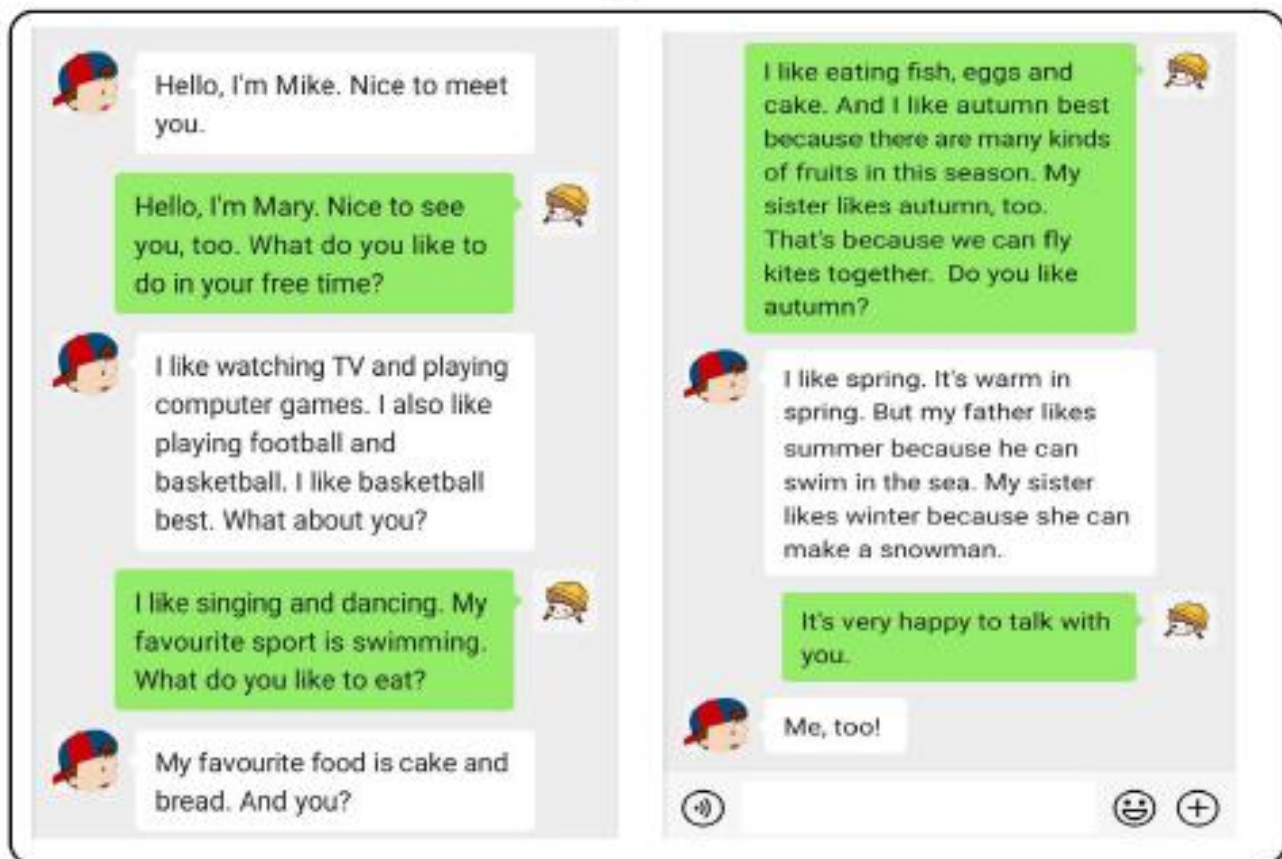 Hello, I'm Mike. Nice to meet
you.
Hello, I'm Mary. Nice to see
you, too. What do you like to
do in your free time?
I like watching TV and playing
computer games. I also like
playing football and
basketball. I like basketball
best. What about you?
I like singing and dancing. My
favourite sport is swimming.
What do you like to eat?
My favourite food is cake and
bread. And you?
I like eating fish, eggs and
cake. And I like autumn best
because there are many kinds
of fruits in this season. My
sister likes autumn, too.
That's because we can fly
kites together. Do you like
autumn?
I like spring. It's warm in
spring. But my father likes
summer because he can
swim in the sea. My sister
likes winter because she can
make a snowman.
It's very happy to talk with
you.
Me, too!